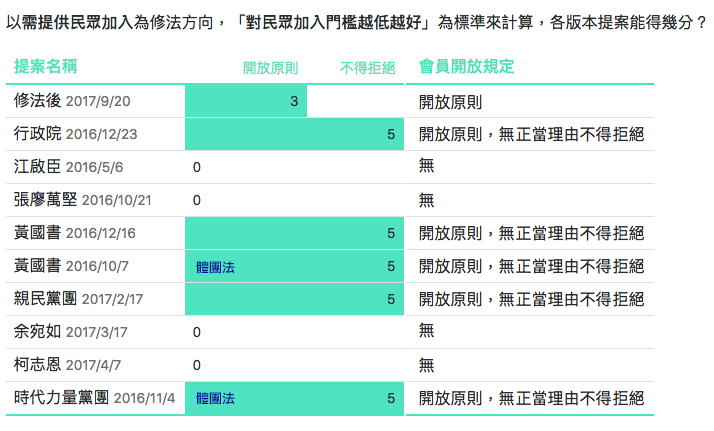 以需提供民眾加入為修法方向，「對民眾加入門檻越低越好」為標準來計算，各版本提案能得幾分？
提案名稱 開放原則 不得拒絕 會員開放規定
修法後 2017/9/20 3 開放原則
行政院 2016/12/23 5 開放原則，無正當理由不得拒絕
江啟臣 2016/5/6 0 無
張廖萬堅 2016/10/21 0 無
黃國書 2016/12/16 5 開放原則，無正當理由不得拒絕
黃國書 2016/10/7 體團法 5 開放原則，無正當理由不得拒絕
親民黨團 2017/2/17 5 開放原則，無正當理由不得拒絕
余宛如 2017/3/17 0 無
柯志恩 2017/4/7 0 無
時代力量黨團 2016/11/4 體團法 5 開放原則，無正當理由不得拒絕